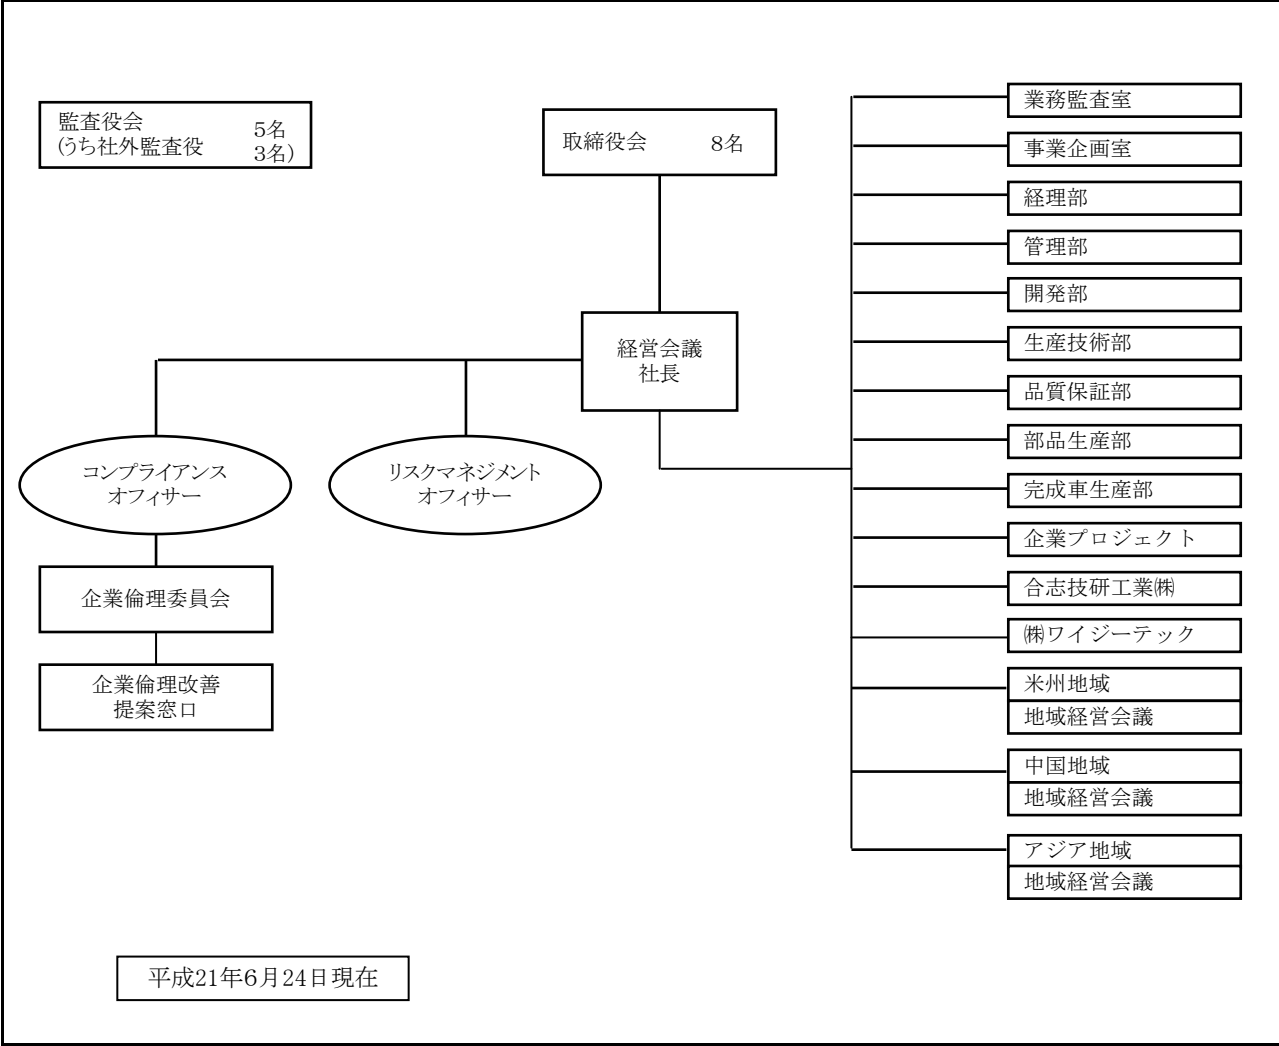 監査役会 5名
(うち社外監査役 3名)
取締役会 8名
経営会議
社長
コンプライアンス
オフィサー
リスクマネジメント
オフィサー
企業倫理委員会
企業倫理改善
提案窓口
業務監査室
事業企画室
経理部
管理部
開発部
生産技術部
品質保証部
部品生産部
完成車生産部
企業プロジェクト
合志技研工業㈱
㈱ワイジーテック
米州地域
地域経営会議
中国地域
地域経営会議
アジア地域
地域経営会議
平成21年6月24日現在